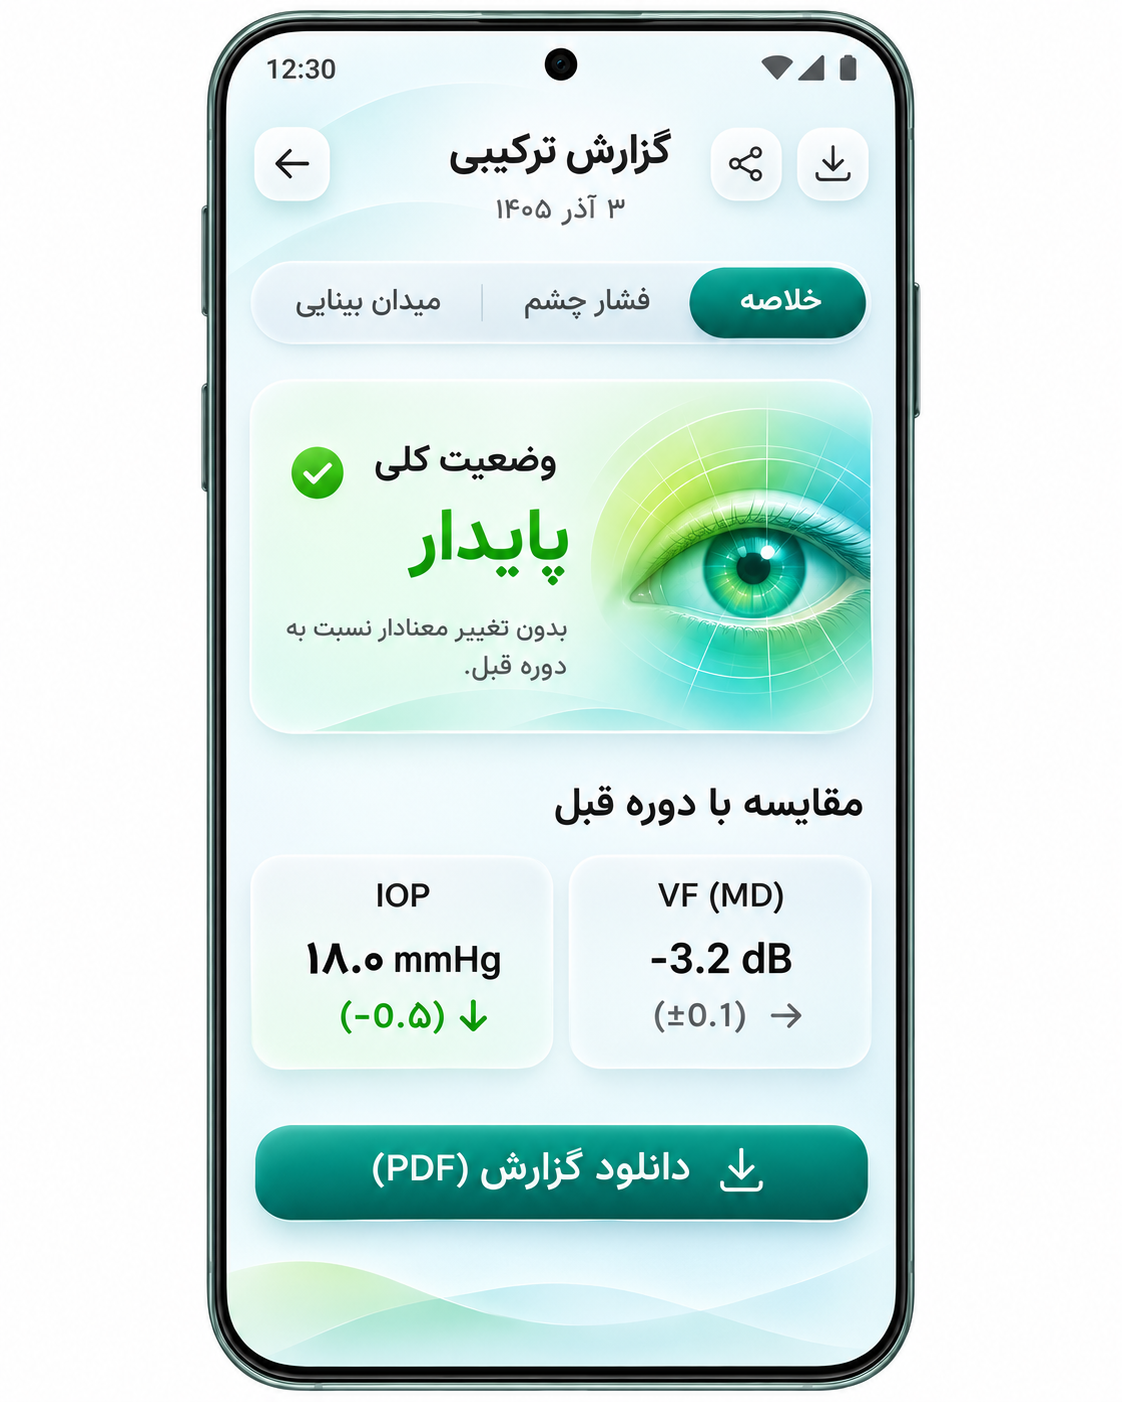 12:30
گزارش ترکیبی
۳ آذر ۱۴۰۵
خلاصه
فشار چشم
میدان بینایی
وضعیت کلی
پایدار
بدون تغییر معنادار نسبت به
دوره قبل.
مقایسه با دوره قبل
VF (MD)
-3.2 dB
(±0.1) →
IOP
۱۸.۰ mmHg
(-0.۵) ↓
دانلود گزارش (PDF)